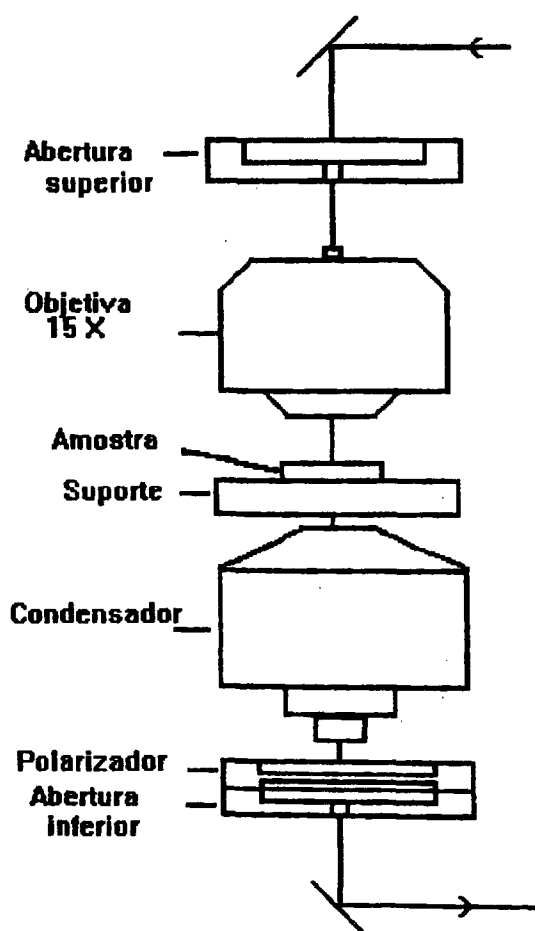 Abertura
superior
Objetiva
15 X
Amostra
Suporte
Condensador
Polarizador
Abertura
inferior